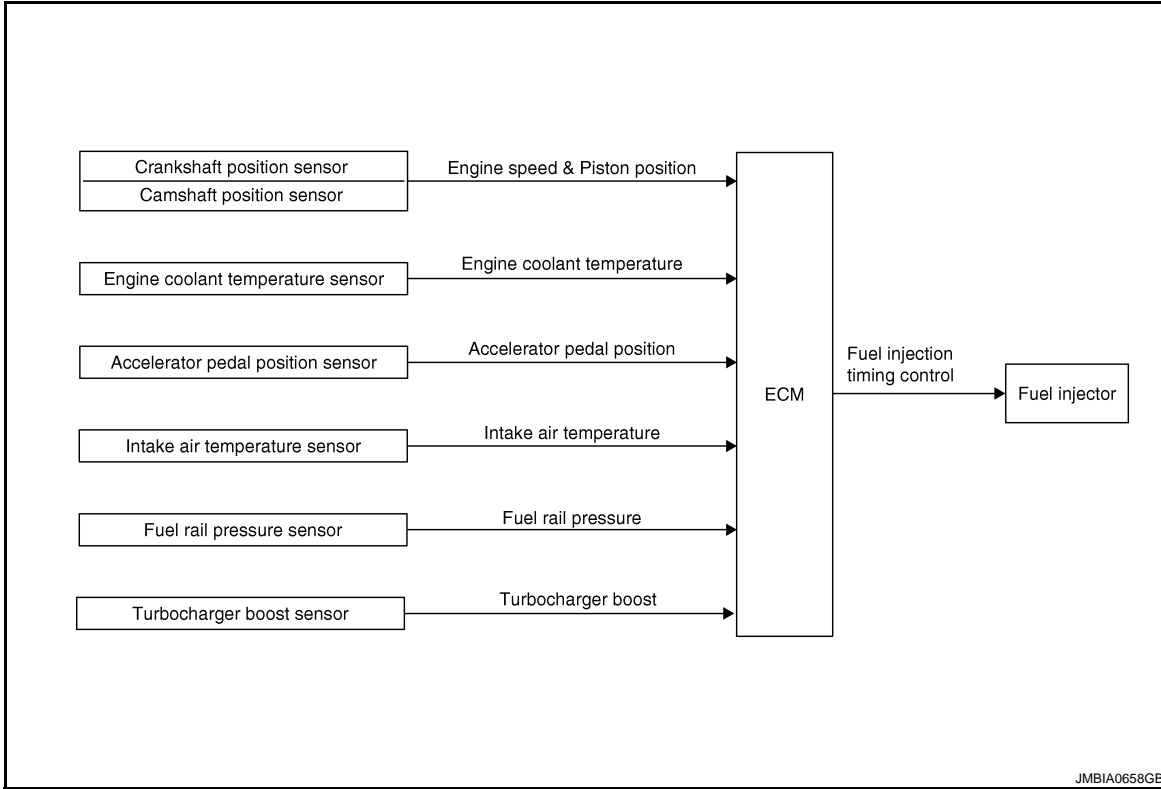 Crankshaft position sensor
Camshaft position sensor
Engine speed & Piston position
Engine coolant temperature sensor
Engine coolant temperature
Accelerator pedal position sensor
Accelerator pedal position
Intake air temperature sensor
Intake air temperature
Fuel rail pressure sensor
Fuel rail pressure
Turbocharger boost sensor
Turbocharger boost
ECM
Fuel injection
timing control
Fuel injector
JMBIA0658GB